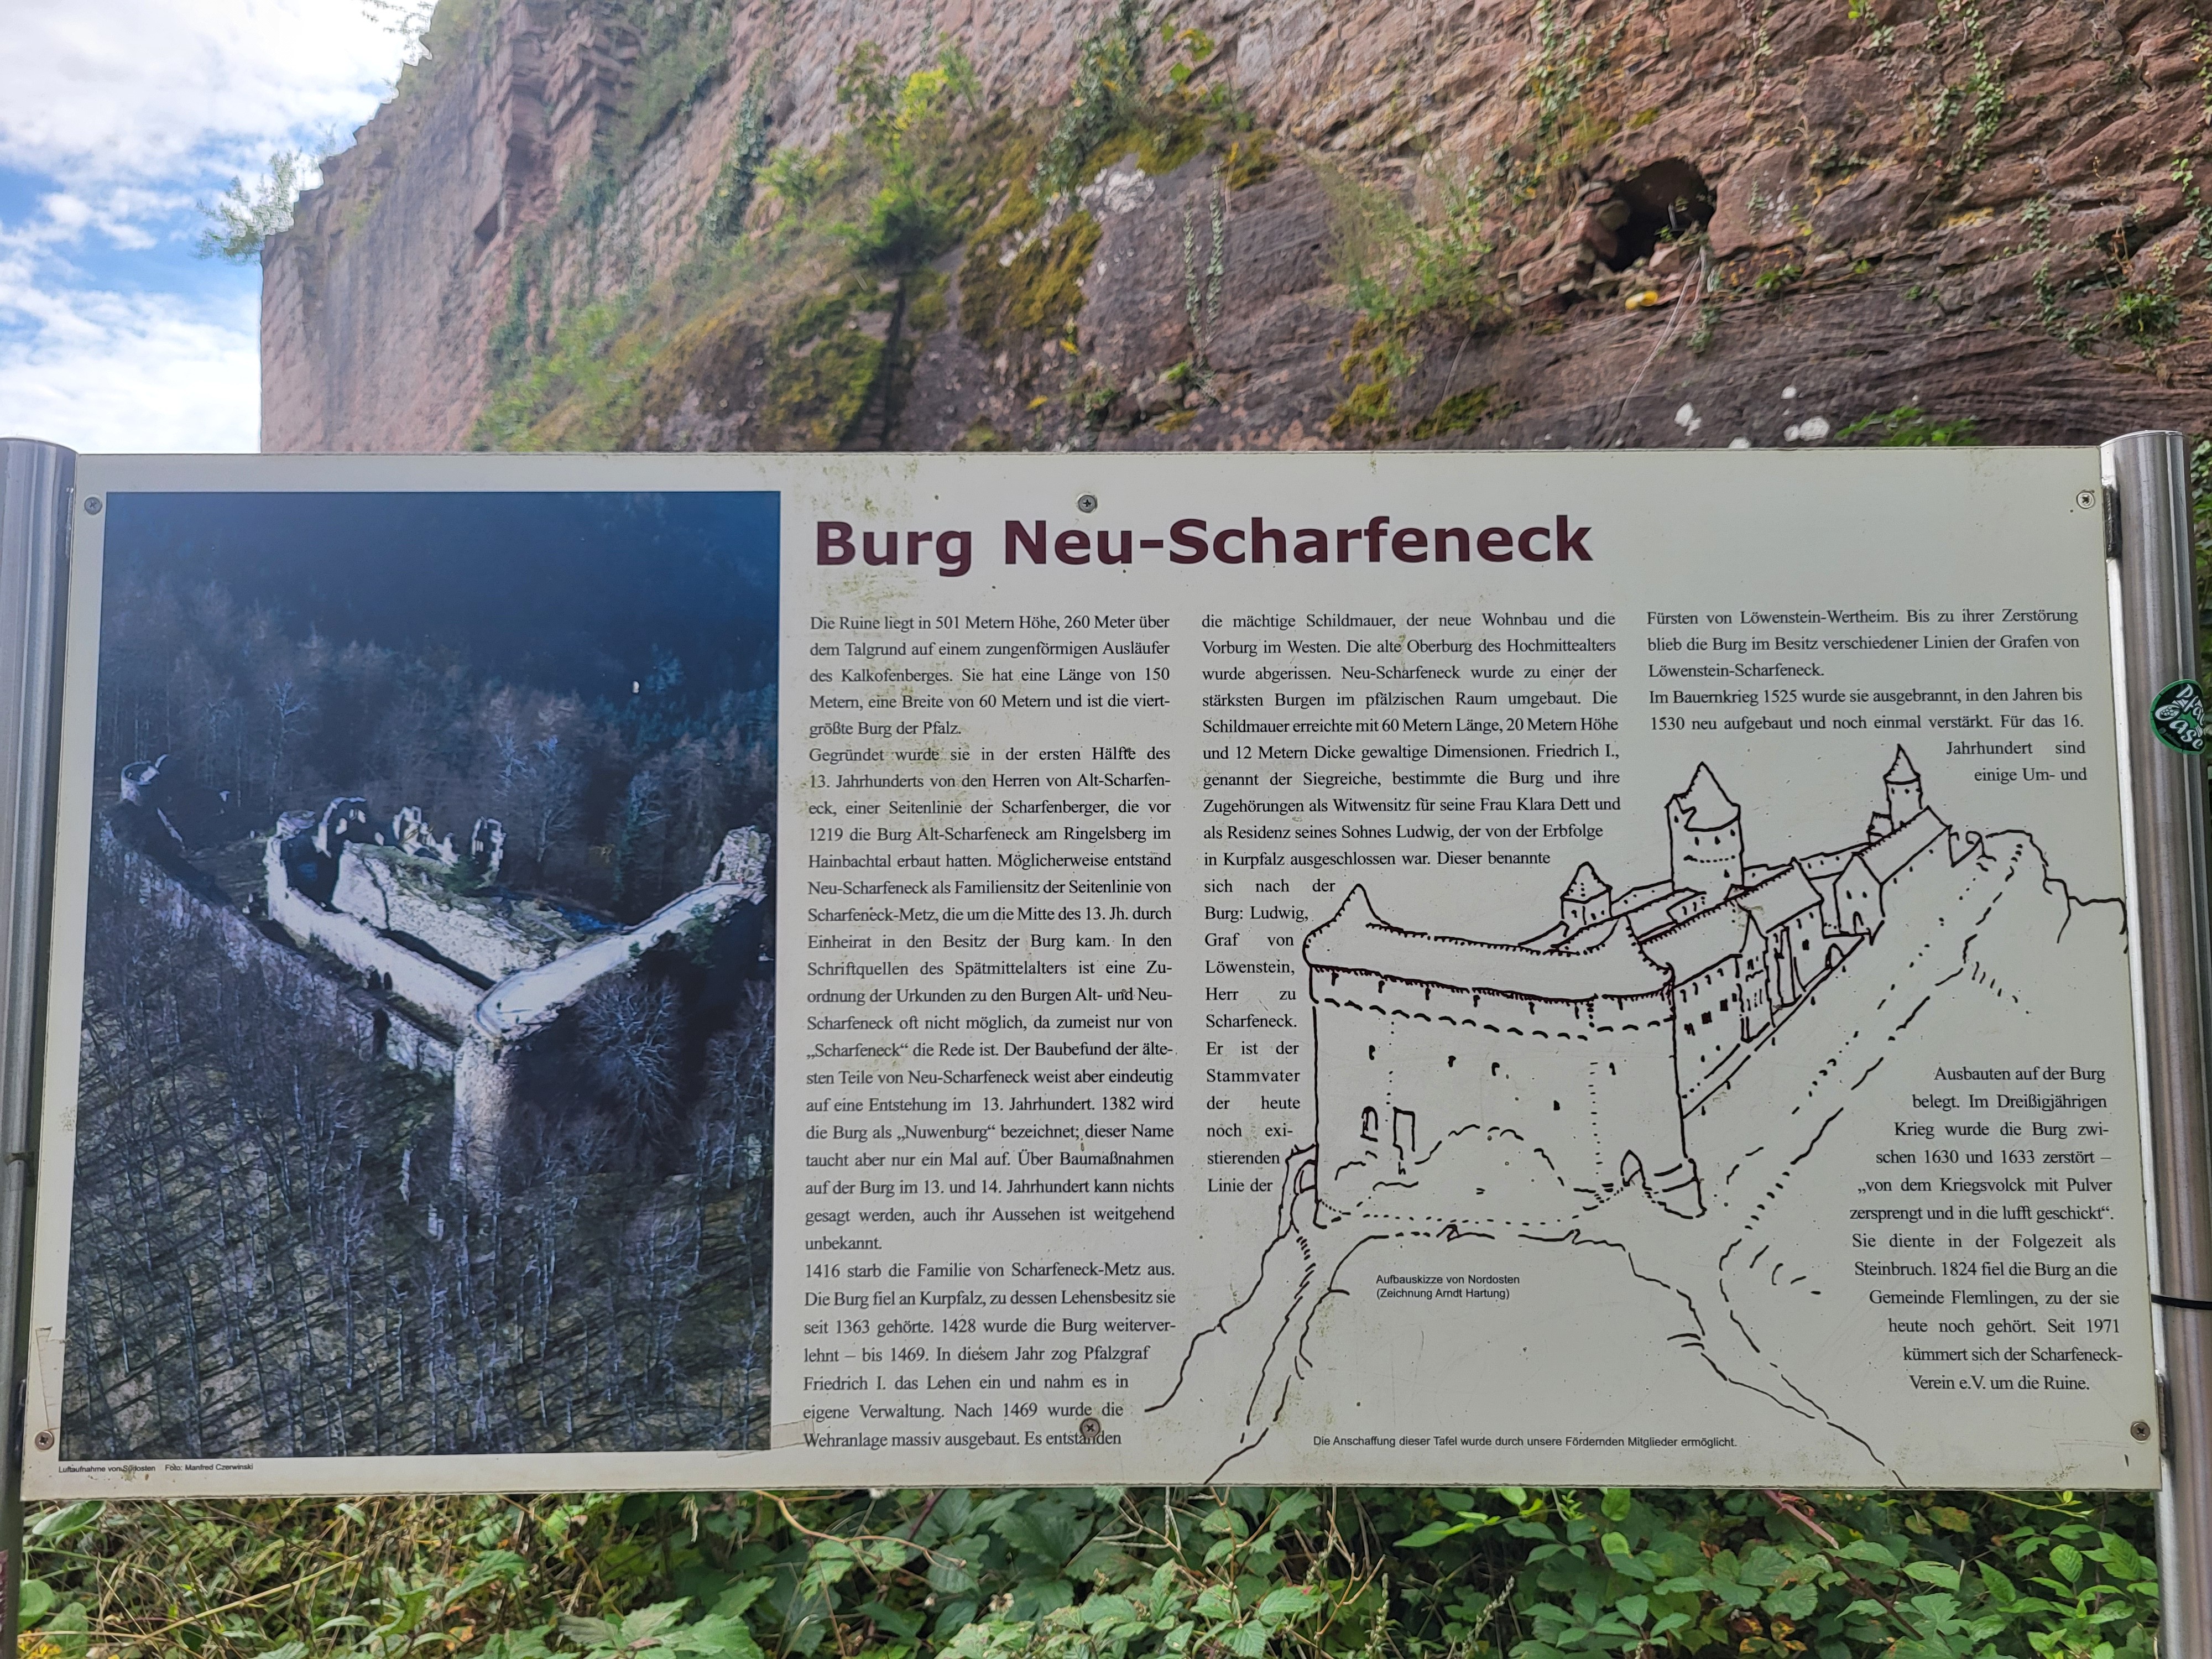 Burg Neu-Scharfeneck
Die Ruine liegt in 501 Metern Höhe, 260 Meter über
dem Talgrund auf einem zungenförmigen Ausläufer
des Kalkofenberges. Sie hat eine Länge von 150
Metern, eine Breite von 60 Metern und ist die viert-
größte Burg der Pfalz.
Gegründet wurde sie in der ersten Hälfte des
13. Jahrhunderts von den Herren von Alt-Scharfen-
eck, einer Seitenlinie der Scharfenberger, die vor
1219 die Burg Alt-Scharfeneck am Ringelsberg im
Hainbachtal erbaut hatten. Möglicherweise entstand
Neu-Scharfeneck als Familiensitz der Seitenlinie von
Scharfeneck-Metz, die um die Mitte des 13. Jh. durch
Einheirat in den Besitz der Burg kam. In den
Schriftquellen des Spätmittelalters ist eine Zu-
ordnung der Urkunden zu den Burgen Alt- und Neu-
Scharfeneck oft nicht möglich, da zumeist nur von
„Scharfeneck“ die Rede ist. Der Baubefund der älte-
sten Teile von Neu-Scharfeneck weist aber eindeutig
auf eine Entstehung im 13. Jahrhundert. 1382 wird
die Burg als „Nuwenburg“ bezeichnet; dieser Name
taucht aber nur ein Mal auf. Über Baumaßnahmen
auf der Burg im 13. und 14. Jahrhundert kann nichts
gesagt werden, auch ihr Aussehen ist weitgehend
unbekannt.
1416 starb die Familie von Scharfeneck-Metz aus.
Die Burg fiel an Kurpfalz, zu dessen Lehensbesitz sie
seit 1363 gehörte. 1428 wurde die Burg weiterver-
lehnt – bis 1469. In diesem Jahr zog Pfalzgraf
Friedrich I. das Lehen ein und nahm es in
eigene Verwaltung. Nach 1469 wurde die
Wehranlage massiv ausgebaut. Es entstanden
die mächtige Schildmauer, der neue Wohnbau und die
Vorburg im Westen. Die alte Oberburg des Hochmittealters
wurde abgerissen. Neu-Scharfeneck wurde zu einer der
stärksten Burgen im pfälzischen Raum umgebaut. Die
Schildmauer erreichte mit 60 Metern Länge, 20 Metern Höhe
und 12 Metern Dicke gewaltige Dimensionen. Friedrich I.,
genannt der Siegreiche, bestimmte die Burg und ihre
Zugehörungen als Witwensitz für seine Frau Klara Dett und
als Residenz seines Sohnes Ludwig, der von der Erbfolge
in Kurpfalz ausgeschlossen war. Dieser benannte
sich nach der
Burg: Ludwig,
Graf von
Löwenstein,
Herr zu
Scharfeneck.
Er ist der
Stammvater
der heute
noch exi-
stierenden
Linie der
Fürsten von Löwenstein-Wertheim. Bis zu ihrer Zerstörung
blieb die Burg im Besitz verschiedener Linien der Grafen von
Löwenstein-Scharfeneck.
Im Bauernkrieg 1525 wurde sie ausgebrannt, in den Jahren bis
1530 neu aufgebaut und noch einmal verstärkt. Für das 16.
Jahrhundert sind
einige Um- und
Ausbauten auf der Burg
belegt. Im Dreißigjährigen
Krieg wurde die Burg zwi-
schen 1630 und 1633 zerstört –
„von dem Kriegsvolck mit Pulver
zersprengt und in die lufft geschickt“.
Sie diente in der Folgezeit als
Steinbruch. 1824 fiel die Burg an die
Gemeinde Flemlingen, zu der sie
heute noch gehört. Seit 1971
kümmert sich der Scharfeneck-
Verein e.V. um die Ruine.
Aufbauskizze von Nordosten
(Zeichnung Arndt Hartung)
Die Anschaffung dieser Tafel wurde durch unsere Fördernden Mitglieder ermöglicht.
Luftaufnahme von Südosten Foto: Manfred Czerwinski